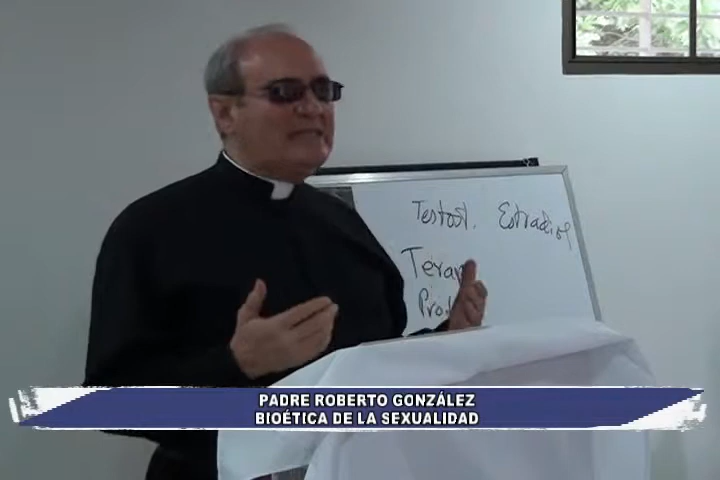 Testost. Estradiol
PADRE ROBERTO GONZÁLEZ
BIOÉTICA DE LA SEXUALIDAD